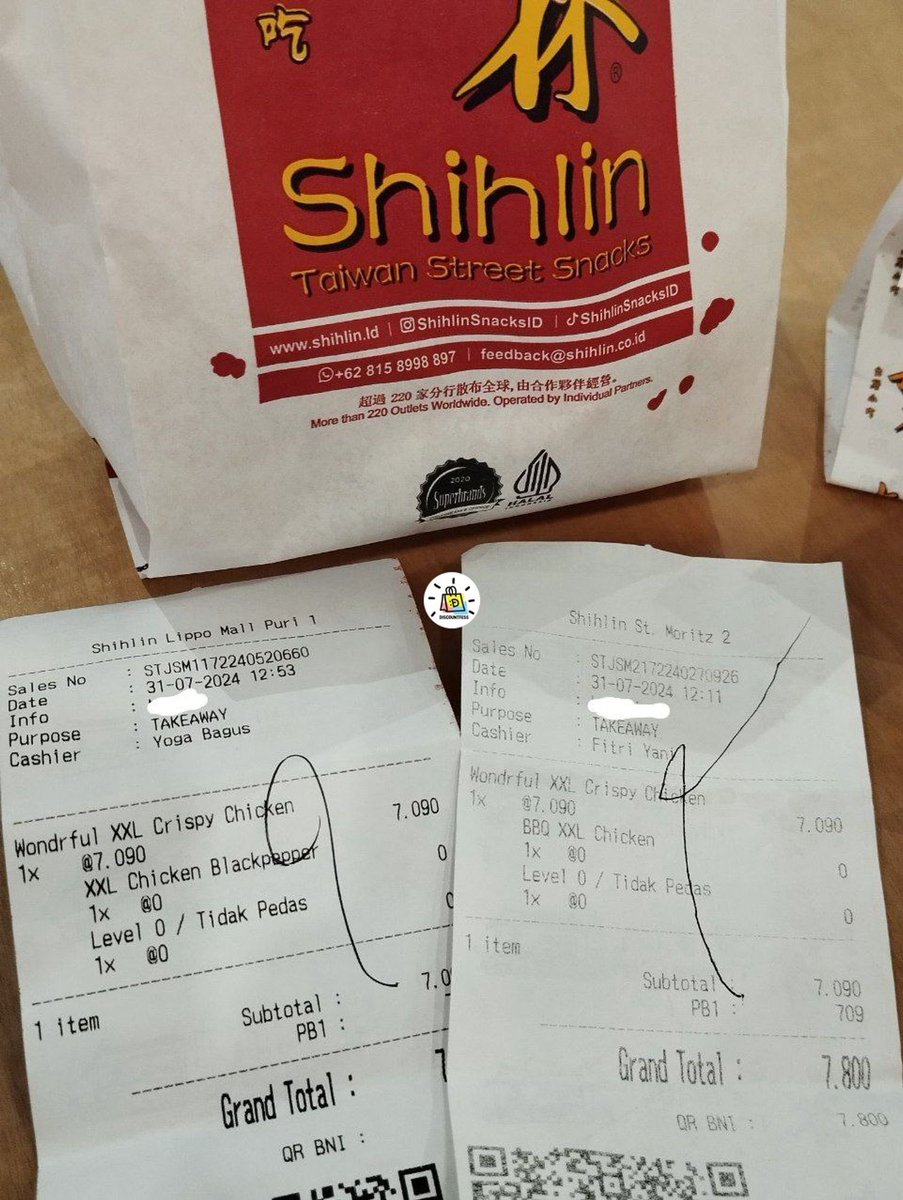 吃
林
®
Shihlin
Taiwan Street Snacks
www.shihlin.id | ShihlinSnacksID | ShihlinSnacksID
+62 815 8998 897 | feedback@shihlin.co.id
超過 220 家分行散布全球,由合作夥伴經營。
More than 220 Outlets Worldwide. Operated by Individual Partners.
2020
Superbrands
HALAL
INDONESIA
DISCOUNTFESS
Shihlin Lippo Mall Puri 1
Sales No : STJSM1172240520660
Date : 31-07-2024 12:53
Info :
Purpose : TAKEAWAY
Cashier : Yoga Bagus
Wondrful XXL Crispy Chicken
1x @7.090 7.090
XXL Chicken Blackpepper
1x @0 0
Level 0 / Tidak Pedas
1x @0 0
1 item
Subtotal : 7.0
PB1 :
Grand Total : 7
QR BNI :
Shihlin St. Moritz 2
Sales No : STJSM2172240270926
Date : 31-07-2024 12:11
Info :
Purpose : TAKEAWAY
Cashier : Fitri Yani
Wondrful XXL Crispy Chicken
1x @7.090 7.090
BBQ XXL Chicken
1x @0 0
Level 0 / Tidak Pedas
1x @0 0
1 item
Subtotal : 7.090
PB1 : 709
Grand Total : 7.800
QR BNI : 7.800